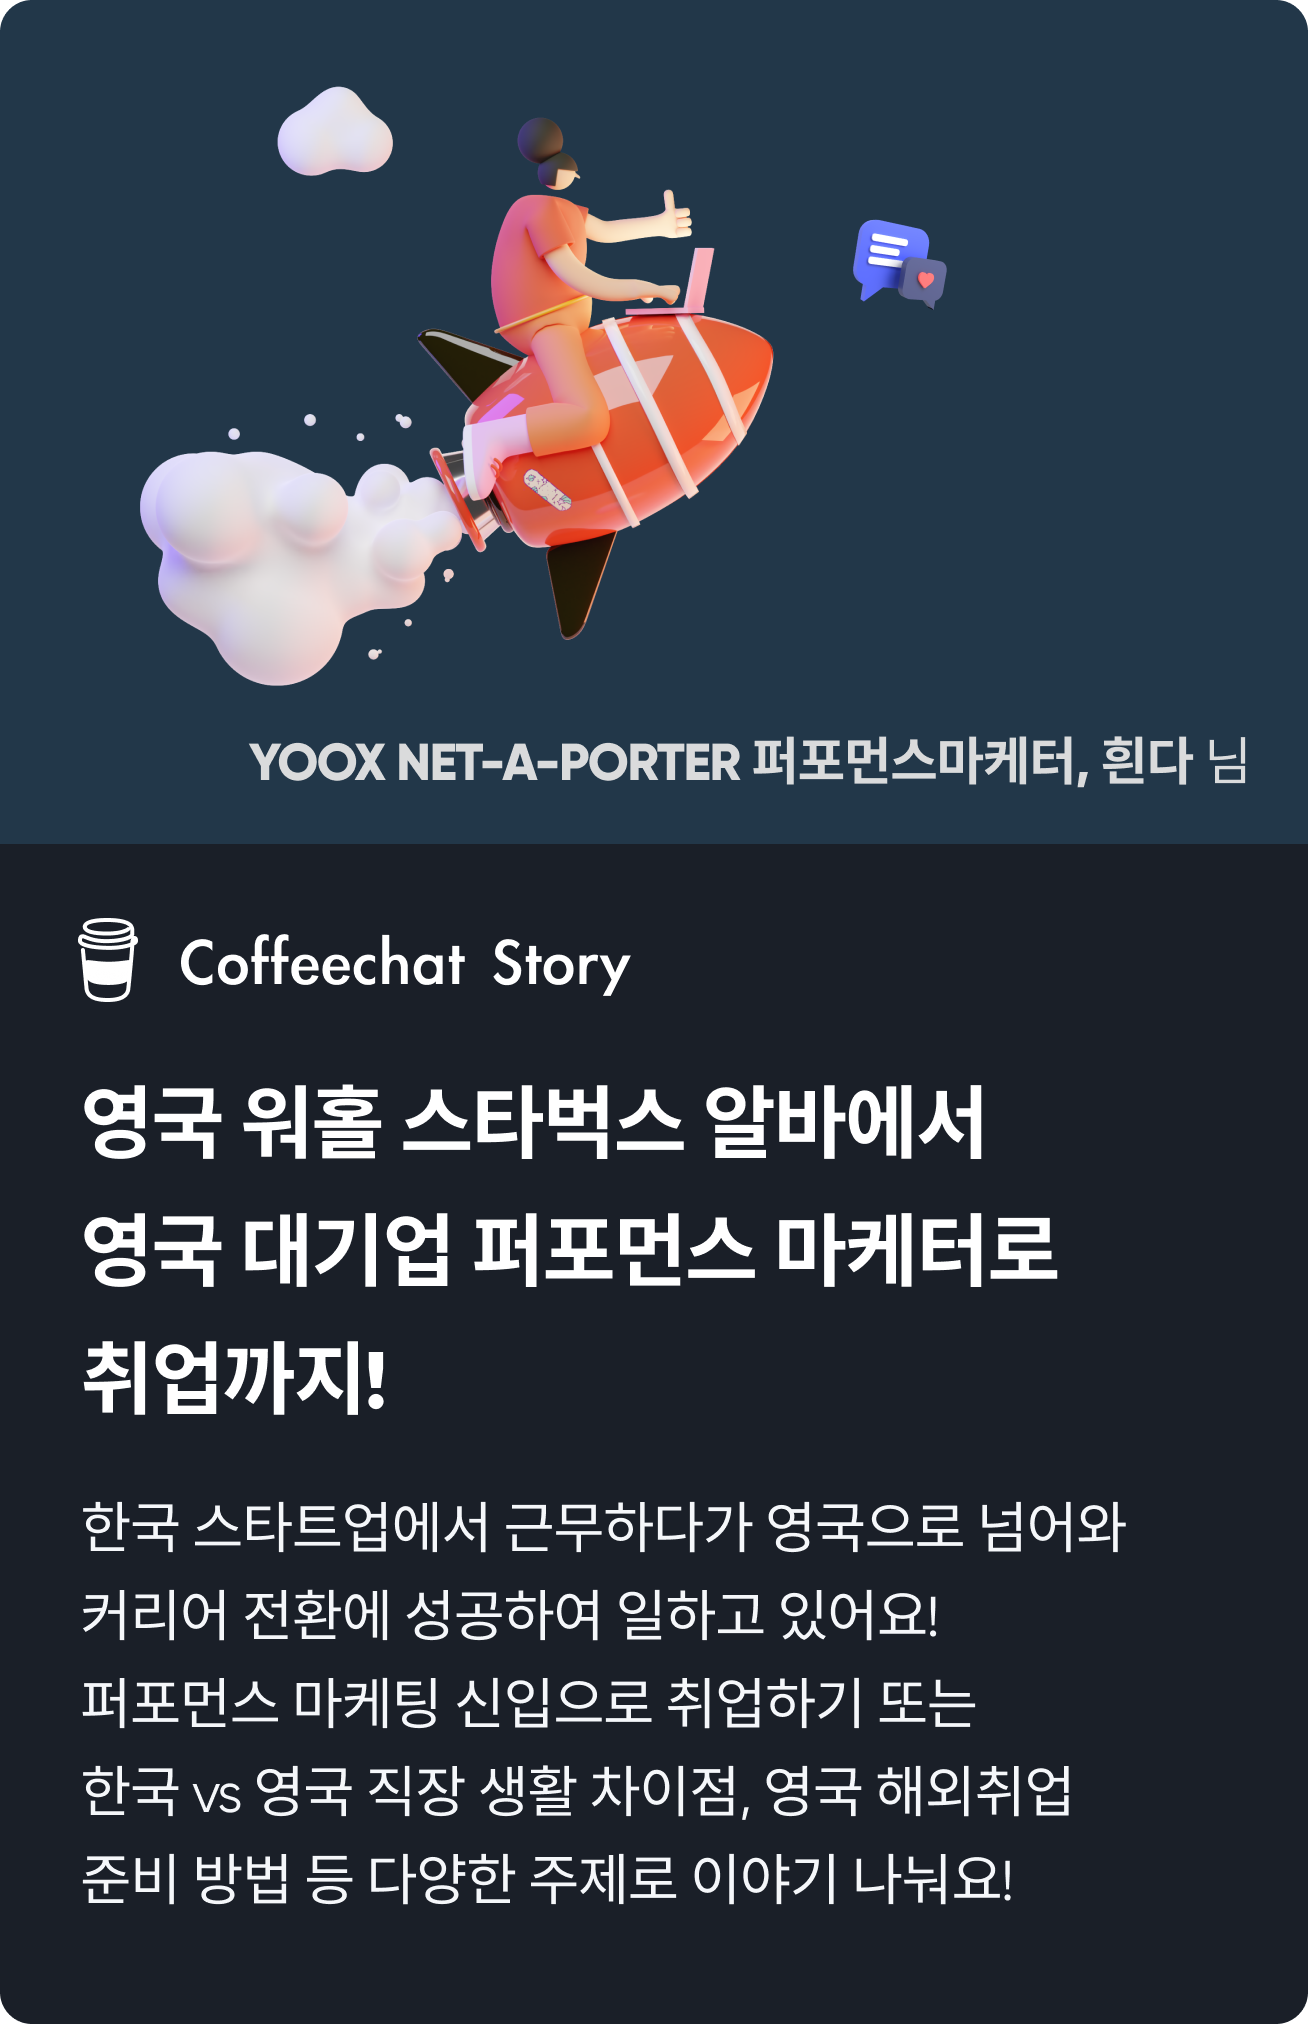 YOOX NET-A-PORTER 퍼포먼스마케터, 흰다 님
Coffeechat Story
영국 워홀 스타벅스 알바에서
영국 대기업 퍼포먼스 마케터로
취업까지!
한국 스타트업에서 근무하다가 영국으로 넘어와
커리어 전환에 성공하여 일하고 있어요!
퍼포먼스 마케팅 신입으로 취업하기 또는
한국 vs 영국 직장 생활 차이점, 영국 해외취업
준비 방법 등 다양한 주제로 이야기 나눠요!